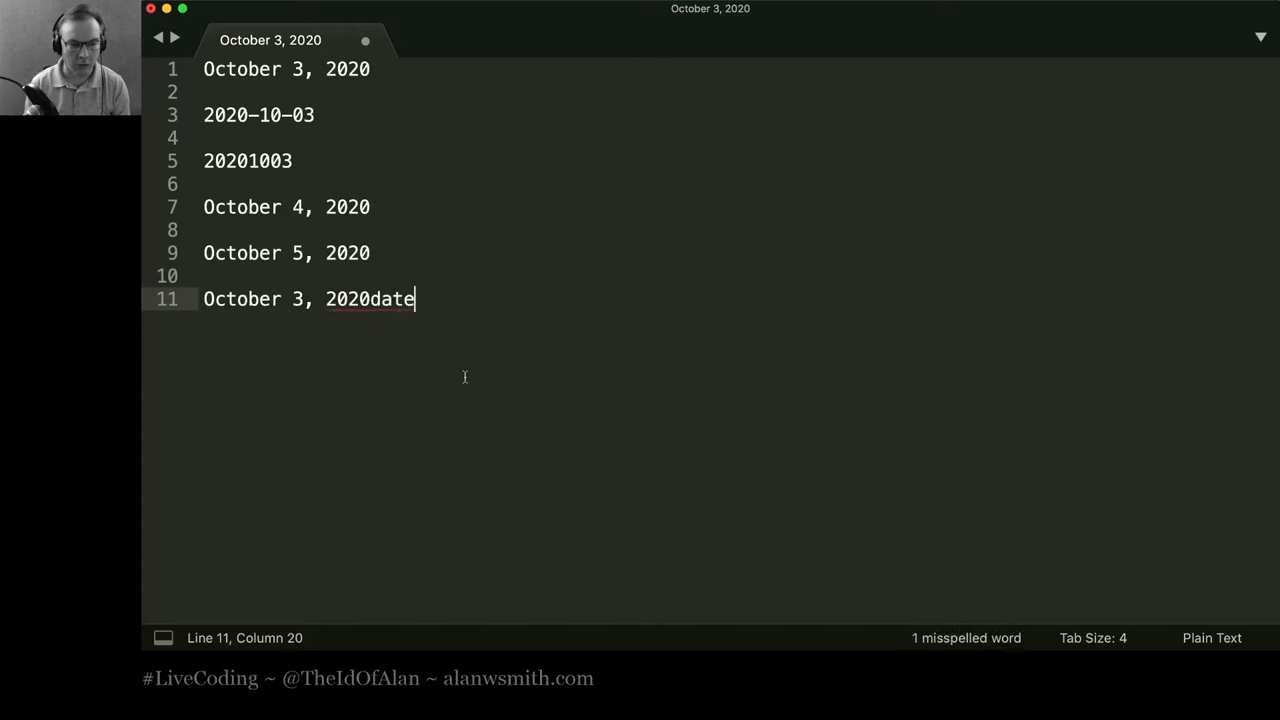 October 3, 2020
October 3, 2020
1 October 3, 2020
2
3 2020-10-03
4
5 20201003
6
7 October 4, 2020
8
9 October 5, 2020
10
11 October 3, 2020date
Line 11, Column 20
1 misspelled word
Tab Size: 4
Plain Text
#LiveCoding ~ @TheIdOfAlan ~ alanwsmith.com